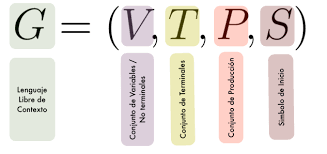 G = (V, T, P, S)
Lenguaje
Libre de
Contexto
Conjunto de Variables /
No terminales
Conjunto de Terminales
Conjunto de Producción
Símbolo de Inicio